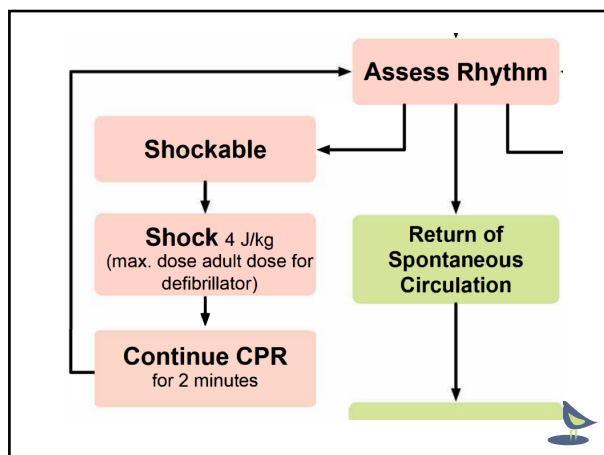 Assess Rhythm
Shockable
Shock 4 J/kg
(max. dose adult dose for
defibrillator)
Continue CPR
for 2 minutes
Return of
Spontaneous
Circulation